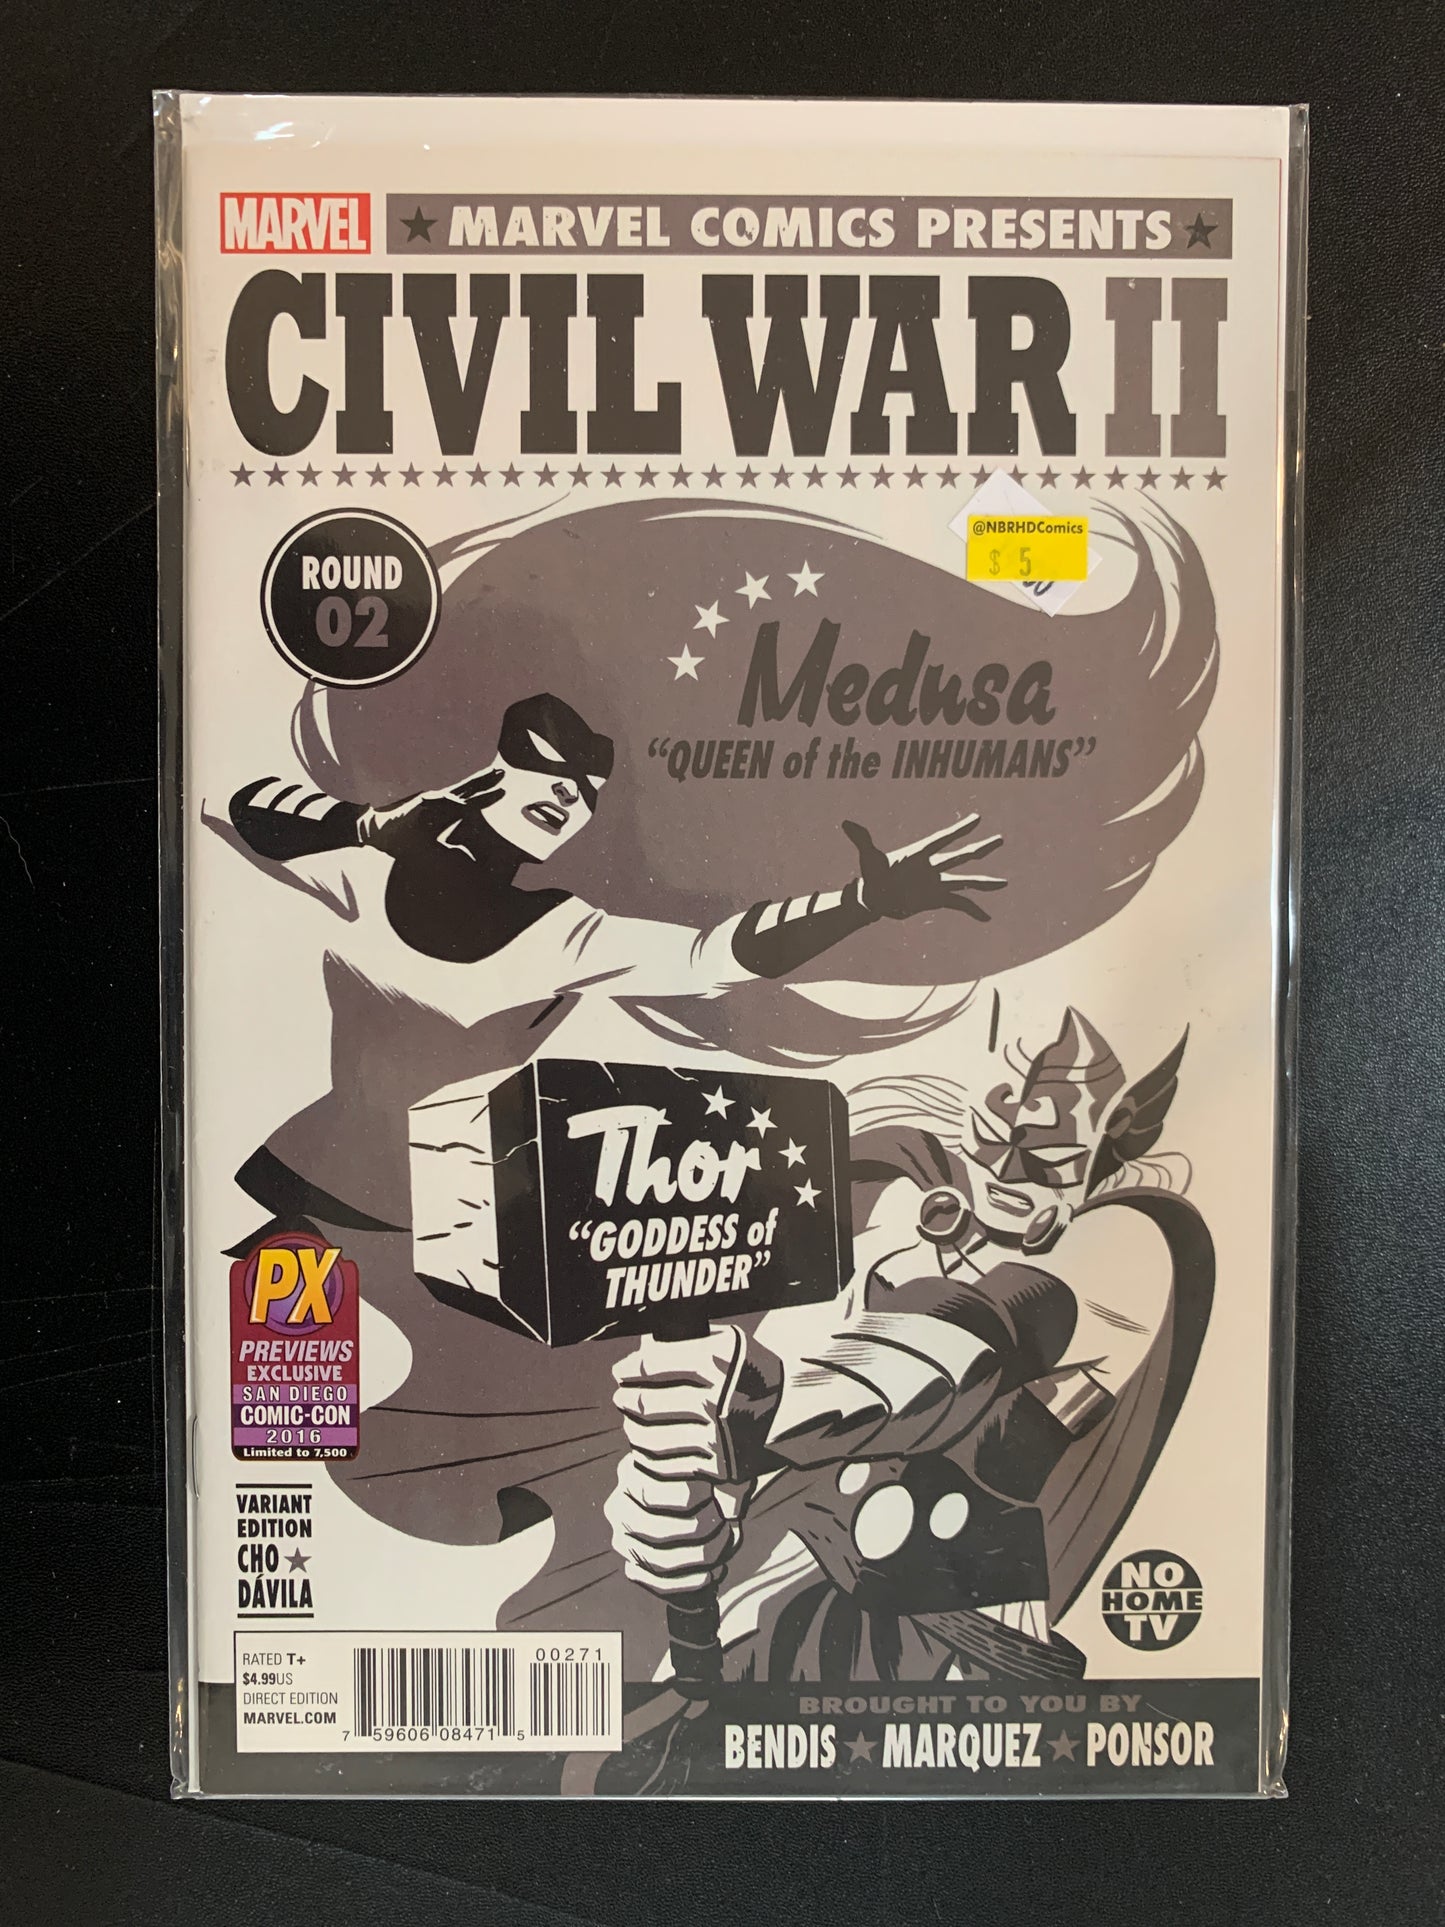 MARVEL
MARVEL COMICS PRESENTS
CIVIL WAR II
@NBRHDComics
$ 5
ROUND
02
Medusa
“QUEEN of the INHUMANS”
Thor
“GODDESS of
THUNDER”
PX
PREVIEWS
EXCLUSIVE
SAN DIEGO
COMIC-CON
2016
Limited to 7,500
VARIANT
EDITION
CHO
DÁVILA
NO
HOME
TV
RATED T+
$4.99US
DIRECT EDITION
MARVEL.COM
00271
7 59606 08471 5
BROUGHT TO YOU BY
BENDIS ★ MARQUEZ ★ PONSOR